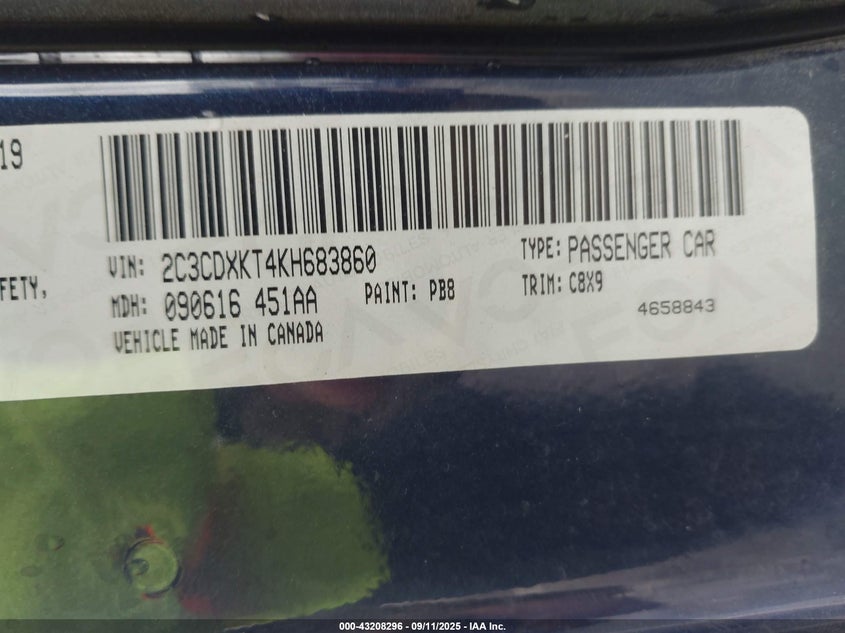 19
VIN: 2C3CDXKT4KH683860
TYPE: PASSENGER CAR
FETY,
MDH: 090616 451AA
PAINT: PB8
TRIM: C8X9
4658843
VEHICLE MADE IN CANADA
000-43208296 - 09/11/2025 - IAA Inc.